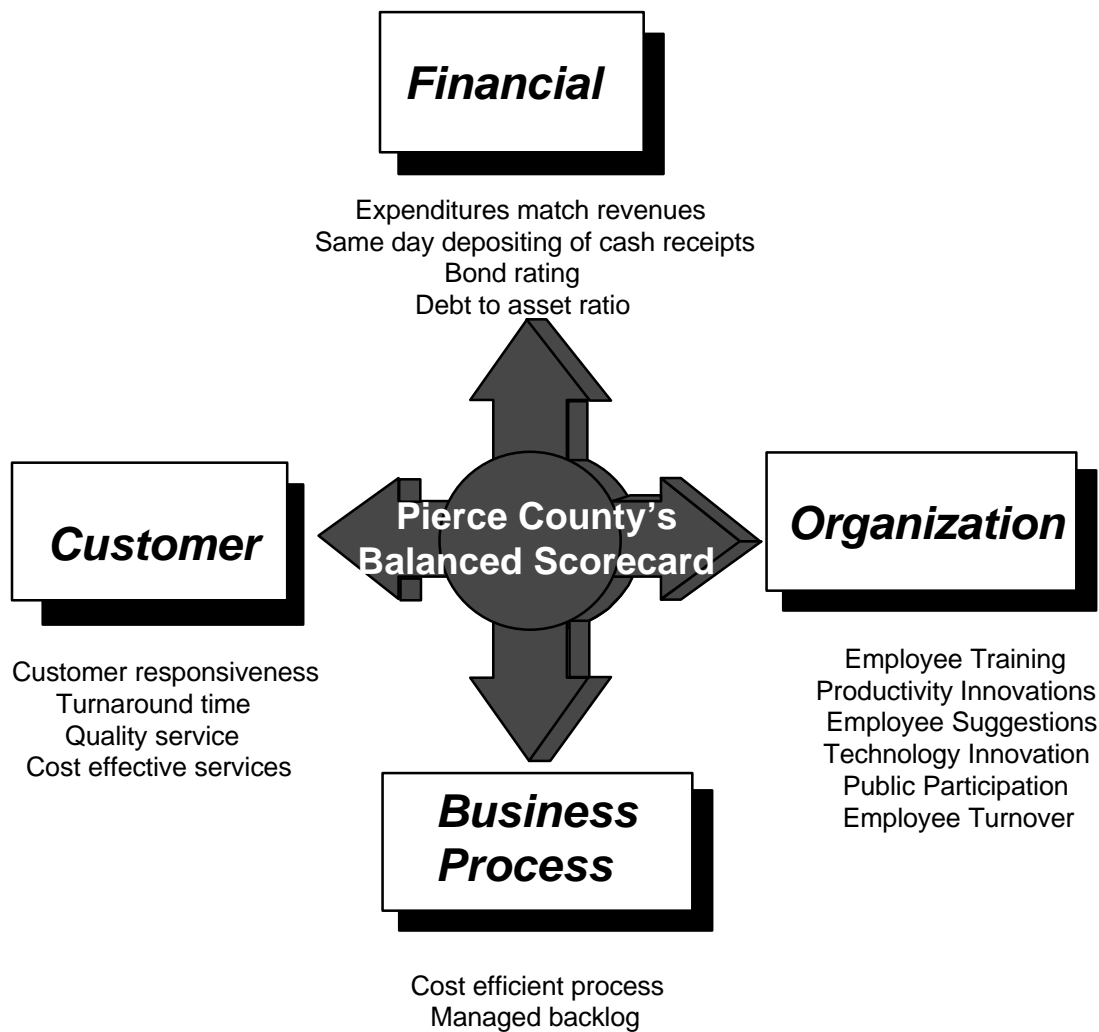 Financial
Expenditures match revenues
Same day depositing of cash receipts
Bond rating
Debt to asset ratio
Customer
Customer responsiveness
Turnaround time
Quality service
Cost effective services
Pierce County's
Balanced Scorecard
Organization
Employee Training
Productivity Innovations
Employee Suggestions
Technology Innovation
Public Participation
Employee Turnover
Business
Process
Cost efficient process
Managed backlog